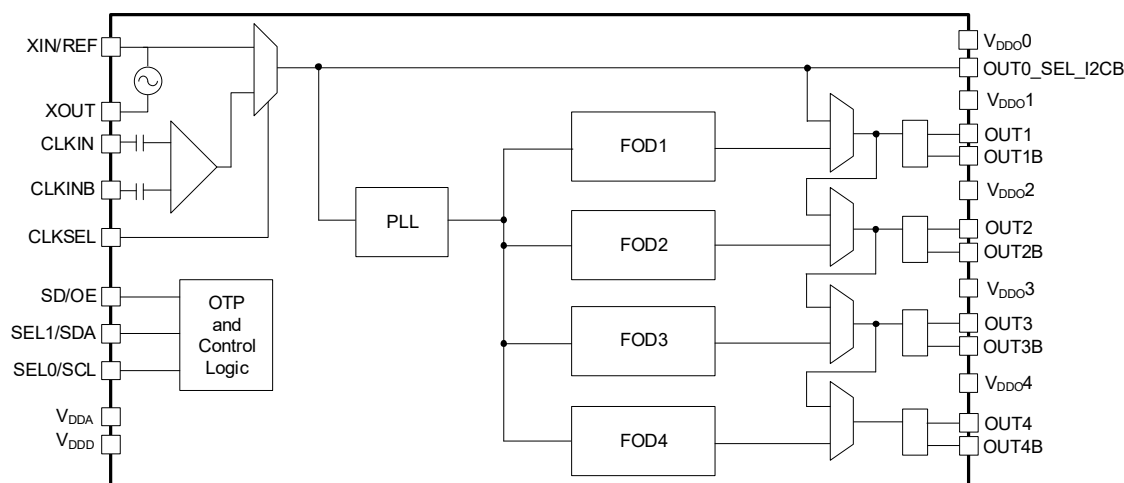 XIN/REF
XOUT
CLKIN
CLKINB
CLKSEL
SD/OE
SEL1/SDA
SEL0/SCL
VDDA
VDDD
OTP
and
Control
Logic
PLL
FOD1
FOD2
FOD3
FOD4
VDDO0
OUT0_SEL_I2CB
VDDO1
OUT1
OUT1B
VDDO2
OUT2
OUT2B
VDDO3
OUT3
OUT3B
VDDO4
OUT4
OUT4B